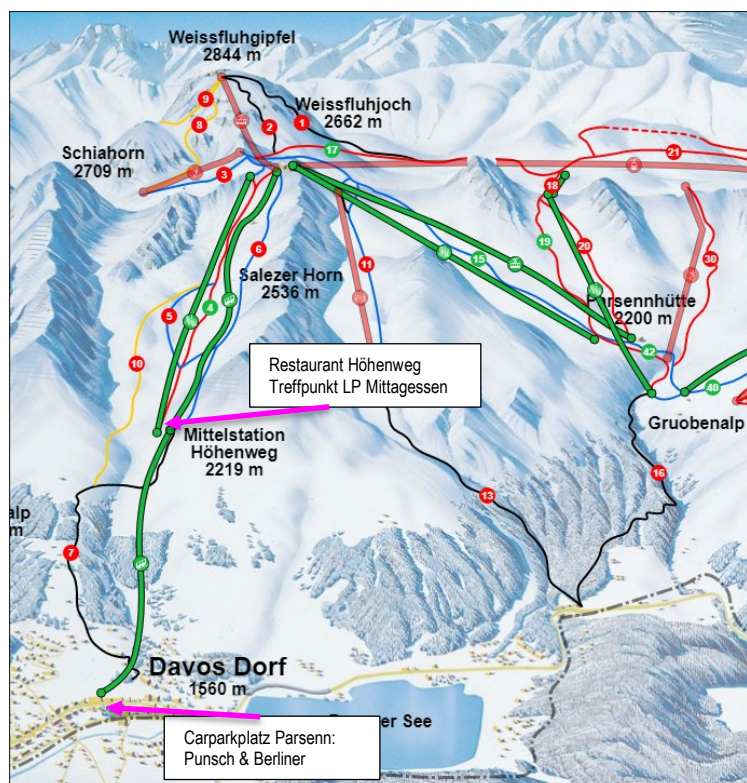 Weissfluhgipfel
2844 m
9
8
2
1
Weissfluhjoch
2662 m
17
21
Schiahorn
2709 m
3
18
6
11
19
20
15
30
Salezer Horn
2536 m
5
4
Parsennhütte
2200 m
10
42
40
Restaurant Höhenweg
Treffpunkt LP Mittagessen
Gruobenalp
Mittelstation
Höhenweg
2219 m
16
13
alp
m
7
Davos Dorf
1560 m
er See
Carparkplatz Parsenn:
Punsch & Berliner